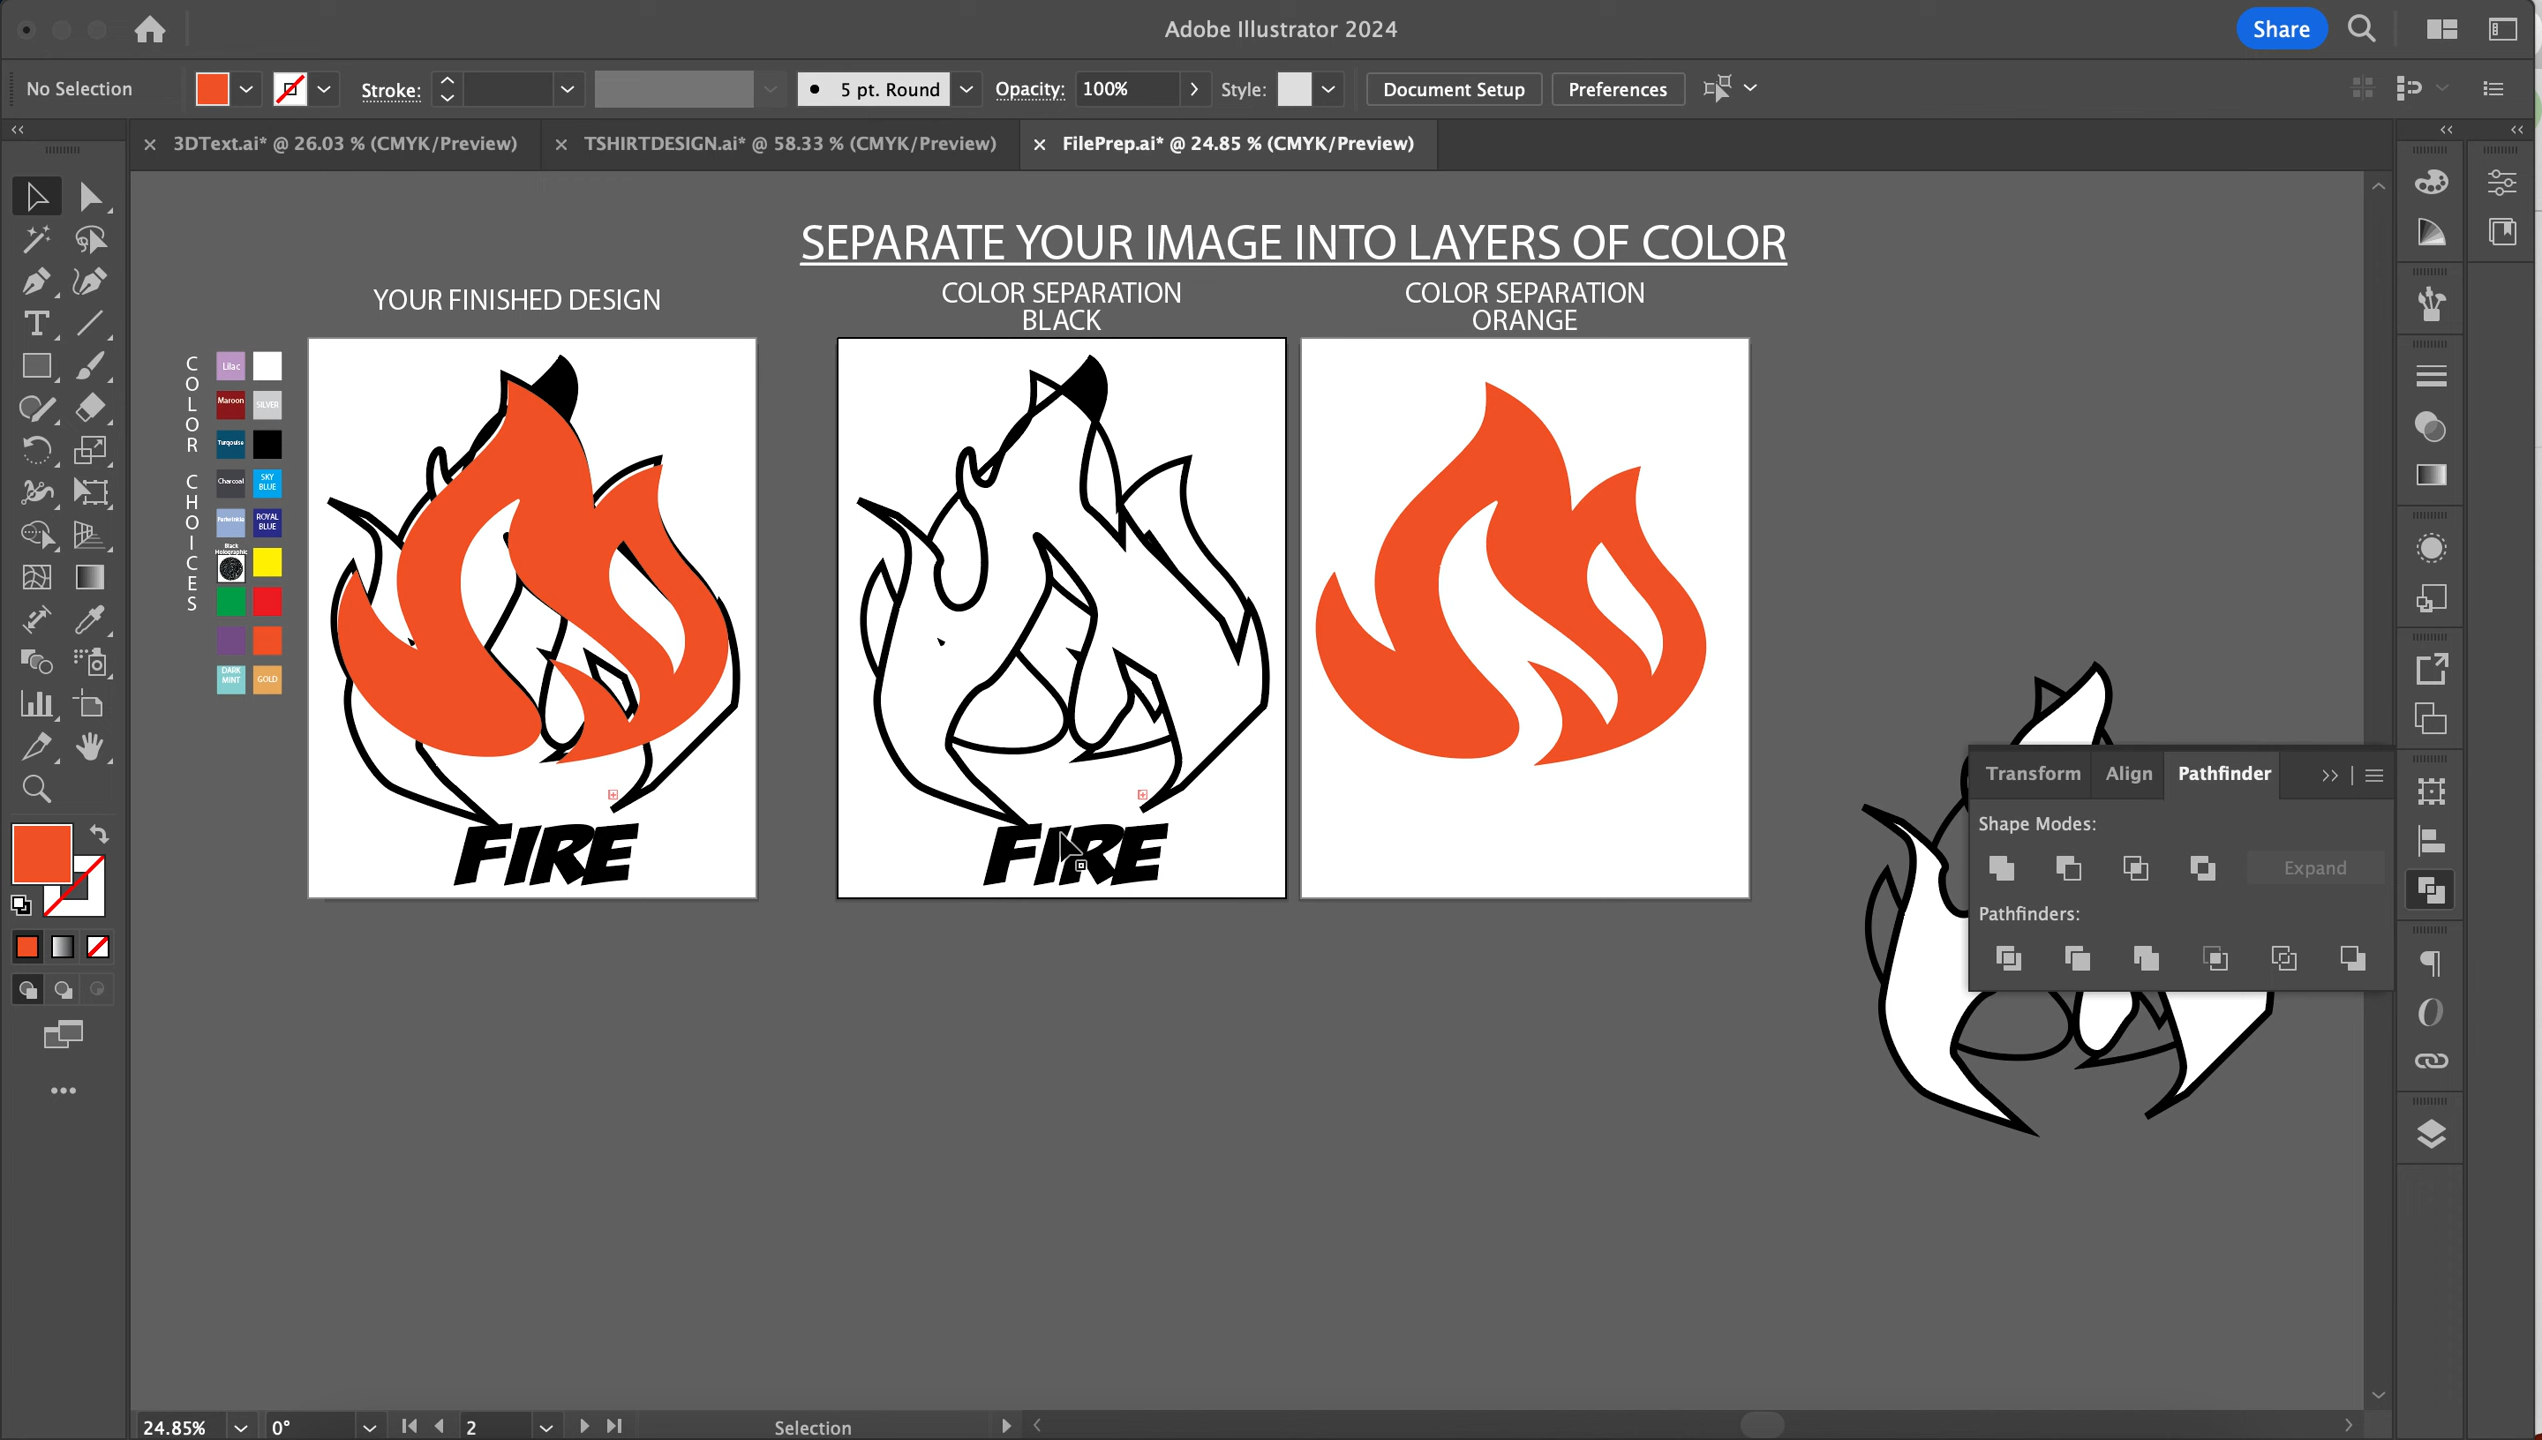 Adobe Illustrator 2024
Share
No Selection
Stroke:
5 pt. Round
Opacity:
100%
Style:
Document Setup
Preferences
3DText.ai* @ 26.03 % (CMYK/Preview)
TSHIRTDESIGN.ai* @ 58.33 % (CMYK/Preview)
FilePrep.ai* @ 24.85 % (CMYK/Preview)
SEPARATE YOUR IMAGE INTO LAYERS OF COLOR
YOUR FINISHED DESIGN
COLOR SEPARATION
BLACK
COLOR SEPARATION
ORANGE
COLOR CHOICES
Lilac
Maroon
SILVER
Charcoal
SKY
BLUE
ROYAL
BLUE
Black
DARK
MINT
GOLD
FIRE
FIRE
Transform
Align
Pathfinder
Shape Modes:
Expand
Pathfinders:
24.85%
0°
2
Selection